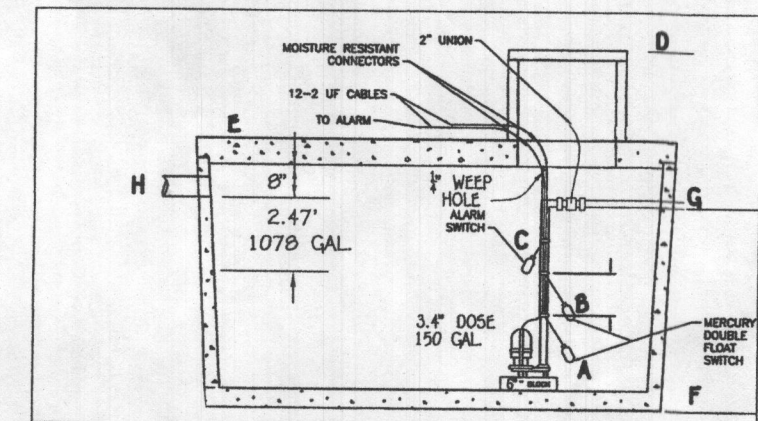 2" UNION
D
MOISTURE RESISTANT
CONNECTORS
12-2 UF CABLES
TO ALARM
E
H
8"
1/4" WEEP
HOLE
ALARM
SWITCH
G
2.47'
1078 GAL.
C
B
3.4" DOSE
150 GAL
MERCURY
DOUBLE
FLOAT
SWITCH
A
6" BLOCK
F